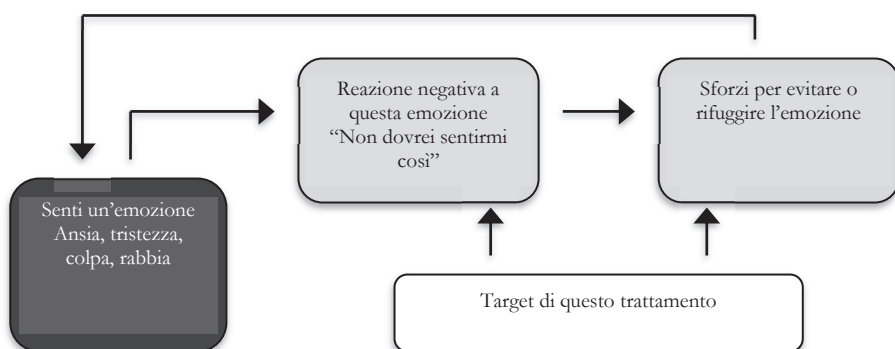 Reazione negativa a
questa emozione
“Non dovrei sentirmi
così”
Sforzi per evitare o
rifuggire l’emozione
Senti un’emozione
Ansia, tristezza,
colpa, rabbia
Target di questo trattamento